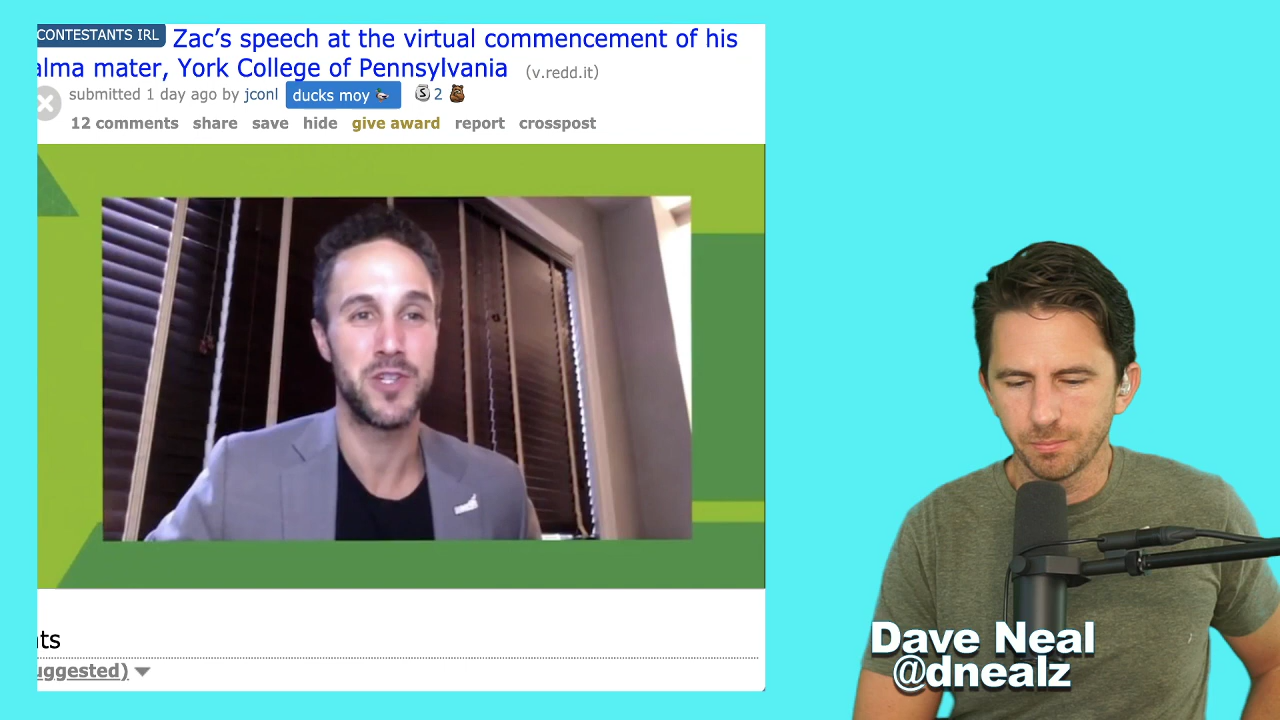 CONTESTANTS IRL Zac’s speech at the virtual commencement of his
alma mater, York College of Pennsylvania (v.redd.it)
submitted 1 day ago by jconl ducks moy 2
12 comments share save hide give award report crosspost
nts
uggested)
Dave Neal
@dnealz